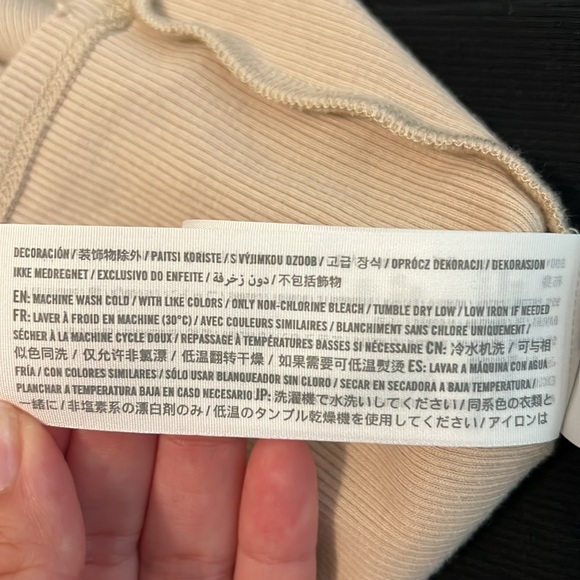 DECORACIÓN / 装饰物除外 / PAITSI KORISTE / S VÝJIMKOU OZDOB / 고급 장식 / OPRÓCZ DEKORACJI / DEKORASJON
IKKE MEDREGNET / EXCLUSIVO DO ENFEITE / دون زخرفة / 不包括飾物
EN: MACHINE WASH COLD / WITH LIKE COLORS / ONLY NON-CHLORINE BLEACH / TUMBLE DRY LOW / LOW IRON IF NEEDED
FR: LAVER À FROID EN MACHINE (30°C) / AVEC COULEURS SIMILAIRES / BLANCHIMENT SANS CHLORE UNIQUEMENT /
SÉCHER À LA MACHINE CYCLE DOUX / REPASSAGE À TEMPÉRATURES BASSES SI NÉCESSAIRE CN: 冷水机洗 / 可与相
似色同洗 / 仅允许非氯漂 / 低温翻转干燥 / 如果需要可低温熨烫 ES: LAVAR A MÁQUINA CON AGUA
FRÍA / CON COLORES SIMILARES / SÓLO USAR BLANQUEADOR SIN CLORO / SECAR EN SECADORA A BAJA TEMPERATURA /
PLANCHAR A TEMPERATURA BAJA EN CASO NECESARIO JP: 洗濯機で水洗いしてください / 同系色の衣類と
一緒に / 非塩素系の漂白剤のみ / 低温のタンブル乾燥機を使用してください / アイロンは